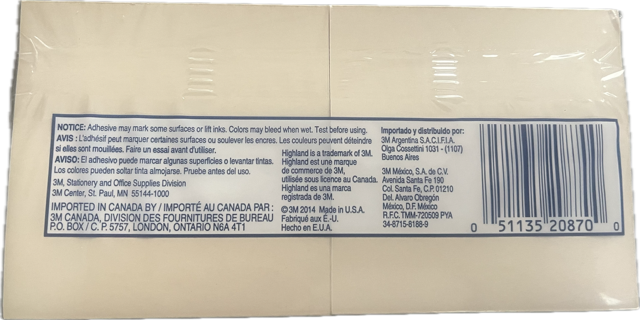 NOTICE: Adhesive may mark some surfaces or lift inks. Colors may bleed when wet. Test before using.
AVIS : L'adhésif peut marquer certaines surfaces ou soulever les encres. Les couleurs peuvent déteindre
si elles sont mouillées. Faire un essai avant d'utiliser.
AVISO: El adhesivo puede marcar algunas superficies o levantar tintas.
Los colores pueden soltar tinta almojarse. Pruebe antes del uso.
3M, Stationery and Office Supplies Division
3M Center, St. Paul, MN 55144-1000
IMPORTED IN CANADA BY / IMPORTÉ AU CANADA PAR :
3M CANADA, DIVISION DES FOURNITURES DE BUREAU
P.O. BOX / C. P. 5757, LONDON, ONTARIO N6A 4T1
Highland is a trademark of 3M.
Highland est une marque
de commerce de 3M,
utilisée sous licence au Canada.
Highland es una marca
registrada de 3M.
©3M 2014 Made in U.S.A.
Fabriqué aux É.-U.
Hecho en E.U.A.
Importado y distribuido por:
3M Argentina S.A.C.I.F.I.A.
Olga Cossettini 1031 - (1107)
Buenos Aires
3M México, S.A. de C.V.
Avenida Santa Fe 190
Col. Santa Fe, C.P. 01210
Del. Alvaro Obregón
México, D.F. México
R.F.C. TMM-720509 PYA
34-8715-8188-9
0 51135 20870 0